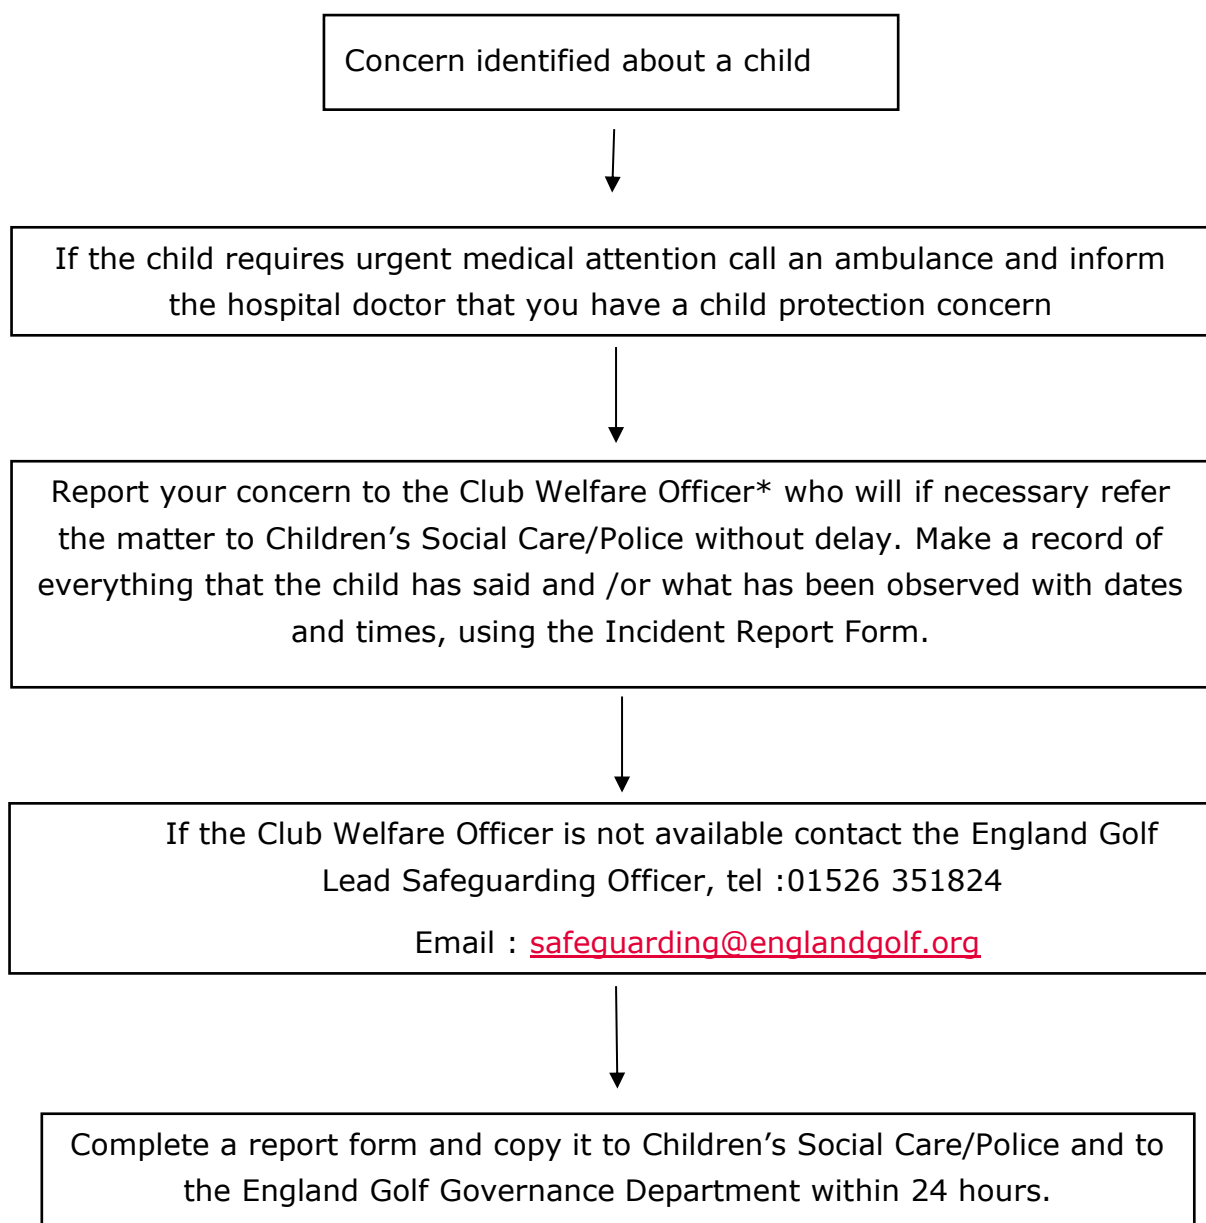 Concern identified about a child
If the child requires urgent medical attention call an ambulance and inform
the hospital doctor that you have a child protection concern
Report your concern to the Club Welfare Officer* who will if necessary refer
the matter to Children’s Social Care/Police without delay. Make a record of
everything that the child has said and /or what has been observed with dates
and times, using the Incident Report Form.
If the Club Welfare Officer is not available contact the England Golf
Lead Safeguarding Officer, tel :01526 351824
Email : safeguarding@englandgolf.org
Complete a report form and copy it to Children’s Social Care/Police and to
the England Golf Governance Department within 24 hours.